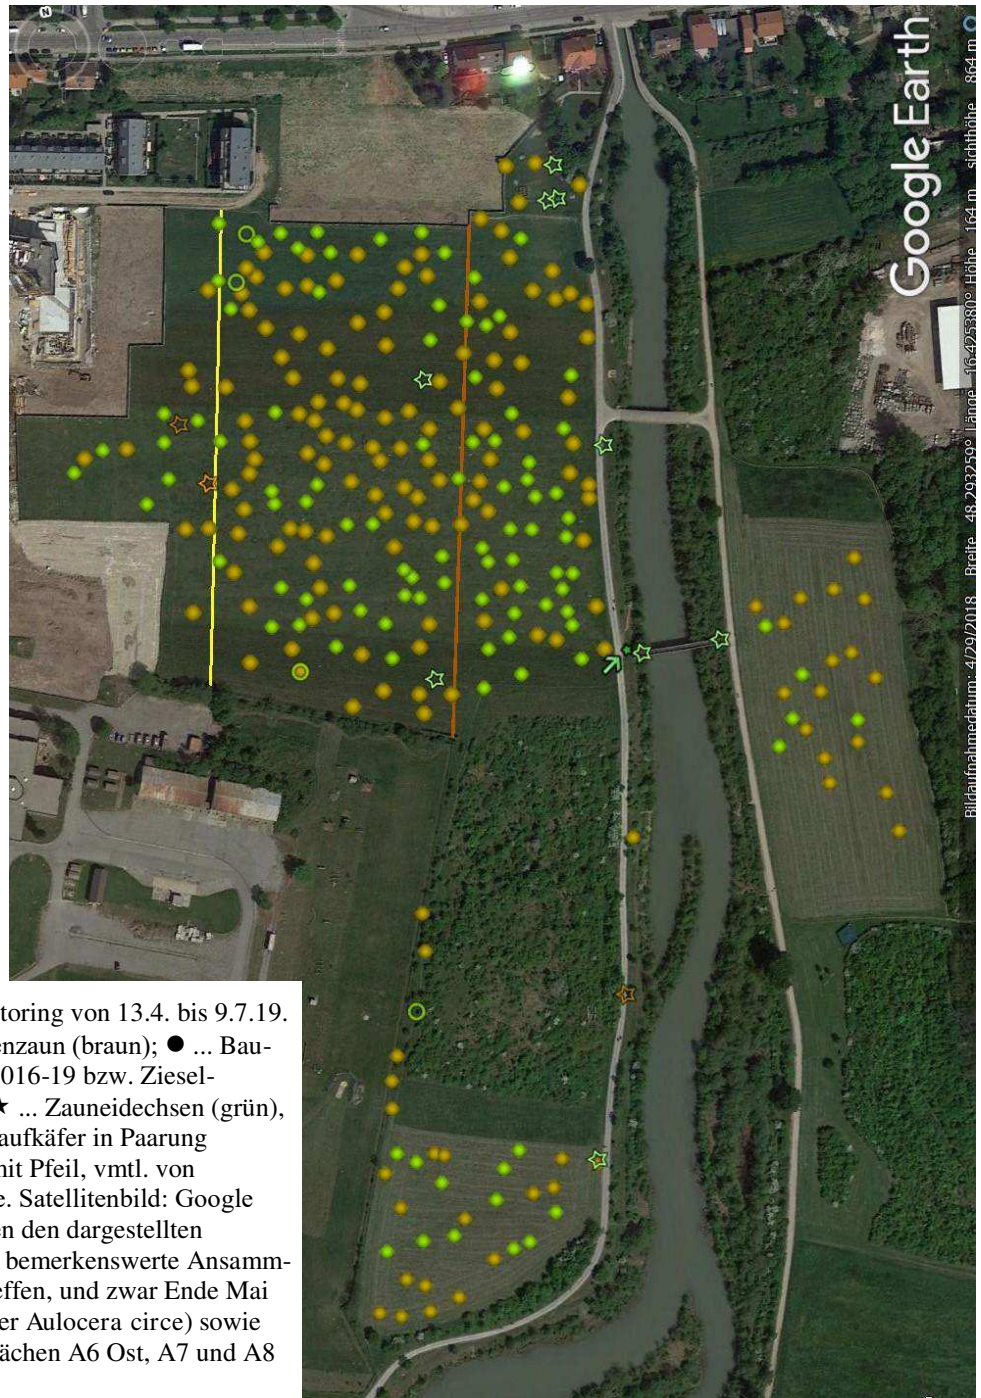 Google Earth
Bildaufnahmedatum: 4/29/2018 Breite 48.293259° Länge 16.425380° Höhe 164 m sichthöhe 864 m
N
toring von 13.4. bis 9.7.19.
enzaun (braun); ● ... Bau-
016-19 bzw. Ziesel-
★ ... Zauneidechsen (grün),
aufkäfer in Paarung
nit Pfeil, vmtl. von
e. Satellitenbild: Google
en den dargestellten
bemerkenswerte Ansamm-
effen, und zwar Ende Mai
er Aulocera circe) sowie
ächen A6 Ost, A7 und A8